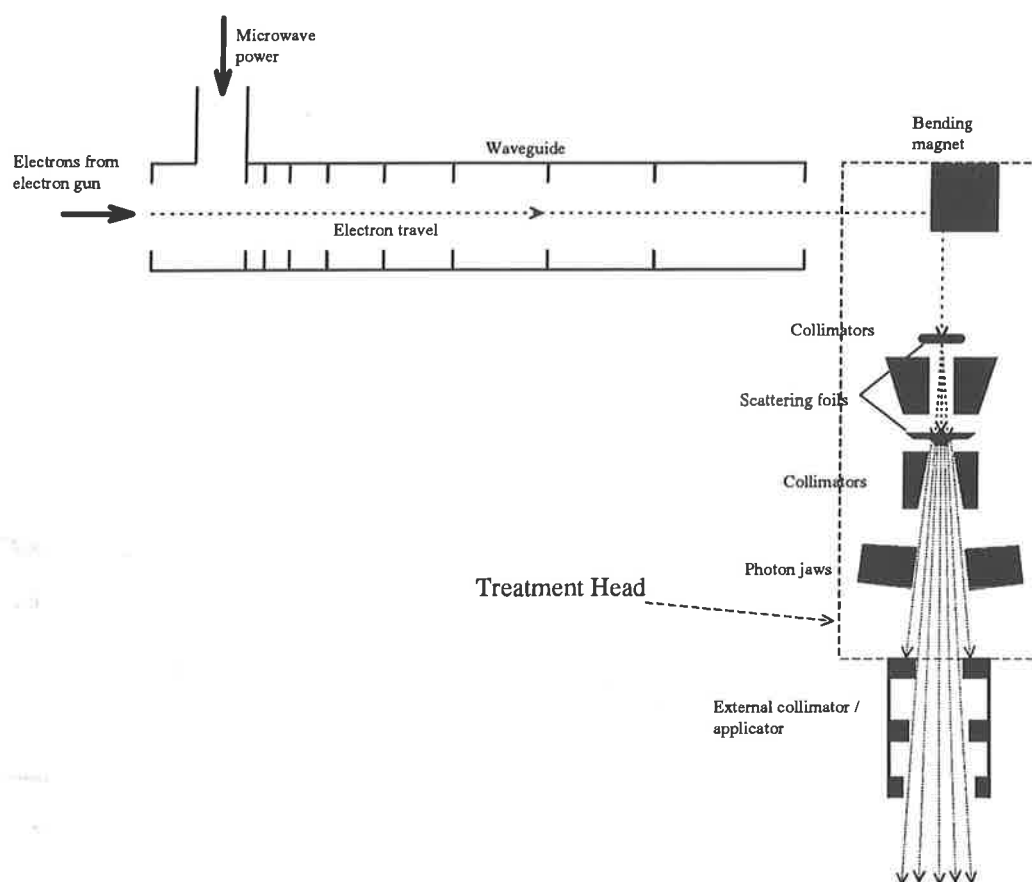 Microwave
power
Bending
magnet
Waveguide
Electrons from
electron gun
Electron travel
Collimators
Scattering foils
Collimators
Photon jaws
Treatment Head
External collimator /
applicator